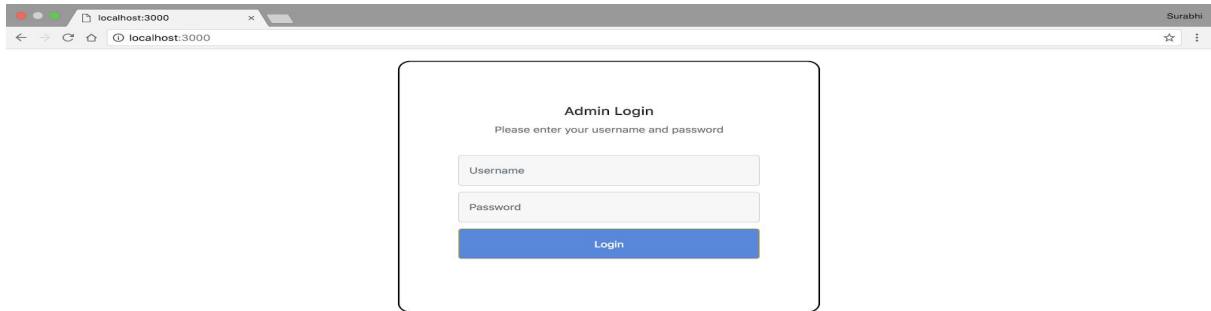 localhost:3000
Surabhi
localhost:3000
Admin Login
Please enter your username and password
Username
Password
Login